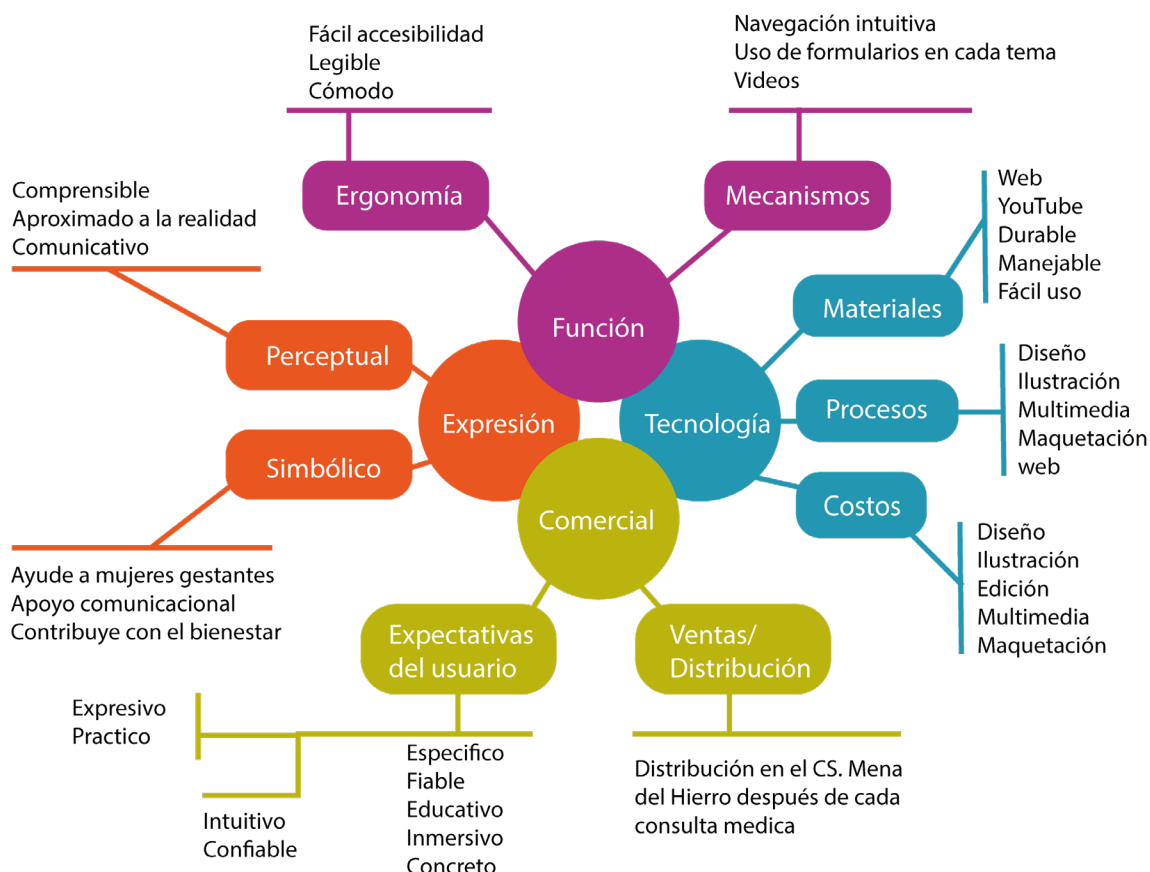 Fácil accesibilidad
Legible
Cómodo
Navegación intuitiva
Uso de formularios en cada tema
Videos
Ergonomía
Mecanismos
Comprensible
Aproximado a la realidad
Comunicativo
Web
YouTube
Durable
Manejable
Fácil uso
Función
Materiales
Perceptual
Diseño
Ilustración
Multimedia
Maquetación
web
Procesos
Expresión
Tecnología
Simbólico
Costos
Comercial
Diseño
Ilustración
Edición
Multimedia
Maquetación
Ayude a mujeres gestantes
Apoyo comunicacional
Contribuye con el bienestar
Expectativas
del usuario
Ventas/
Distribución
Expresivo
Practico
Intuitivo
Confiable
Especifico
Fiable
Educativo
Inmersivo
Concreto
Distribución en el CS. Mena
del Hierro después de cada
consulta medica